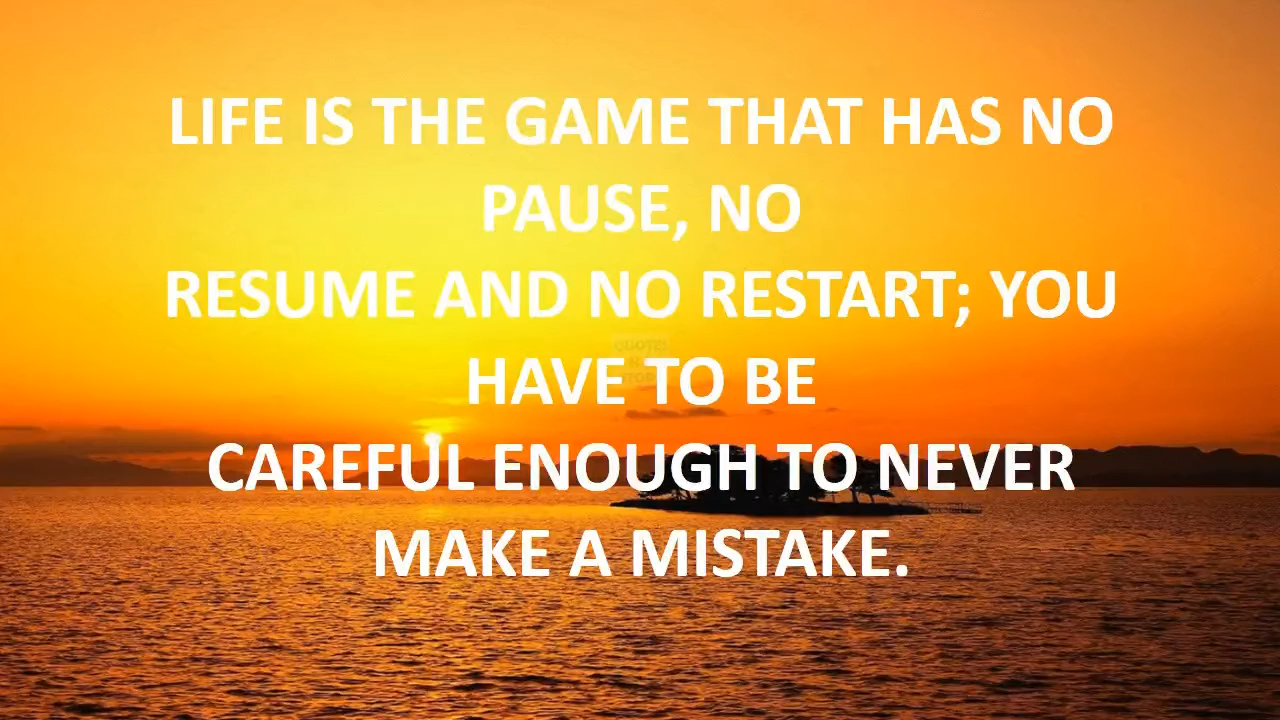 LIFE IS THE GAME THAT HAS NO
PAUSE, NO
RESUME AND NO RESTART; YOU
HAVE TO BE
CAREFUL ENOUGH TO NEVER
MAKE A MISTAKE.